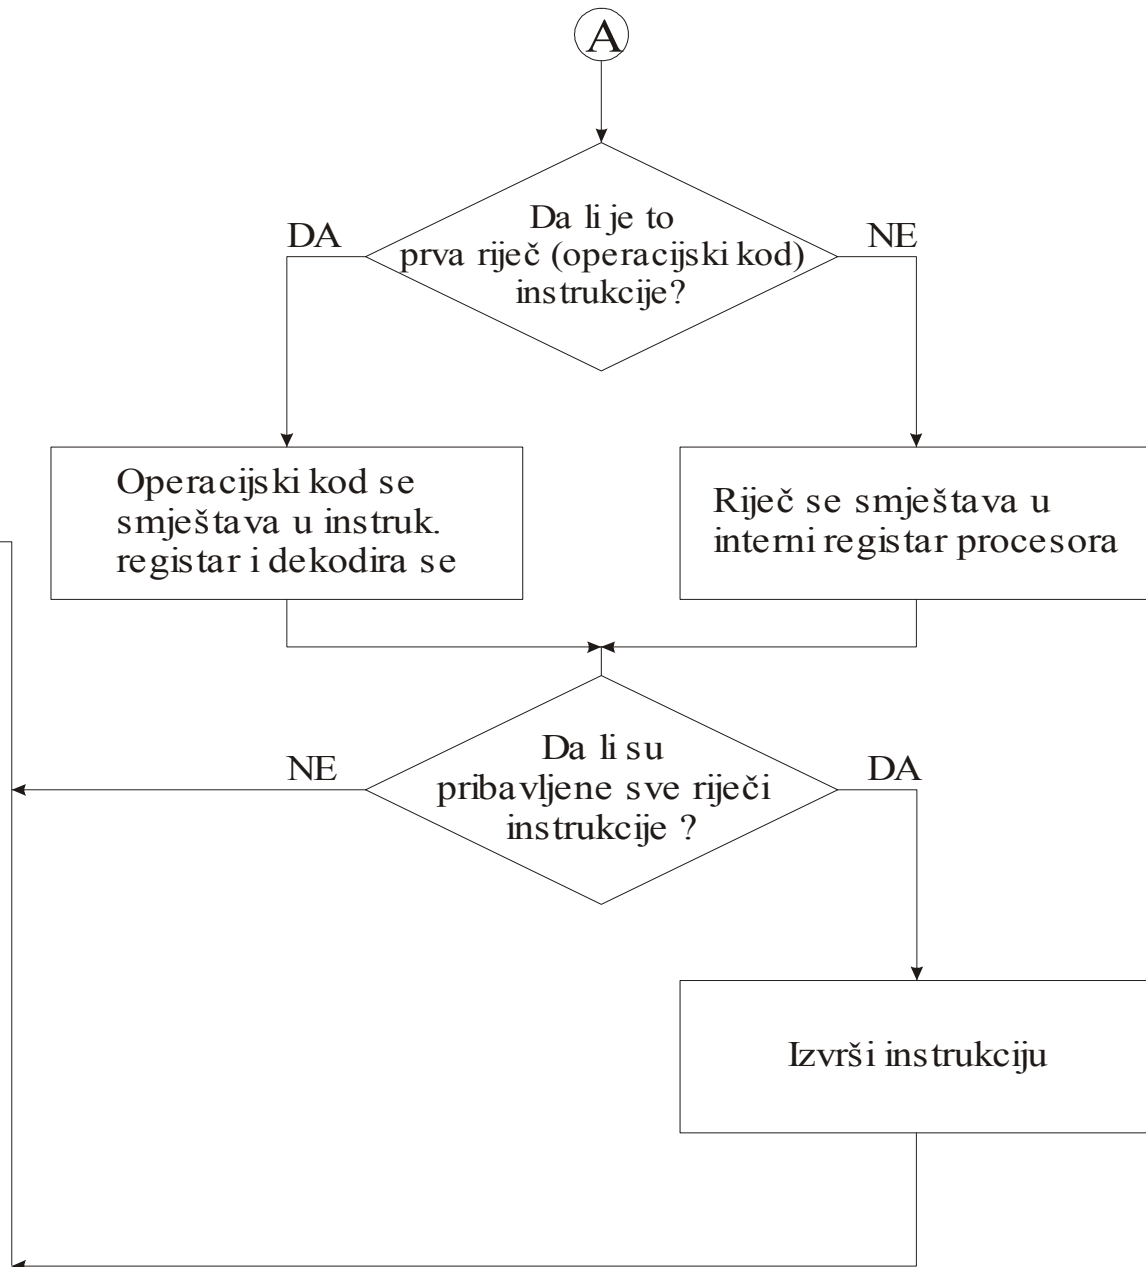 A
Da li je to
prva riječ (operacijski kod)
instrukcije?
DA
NE
Operacijski kod se
smještava u instruk.
registar i dekodira se
Riječ se smještava u
interni registar procesora
Da li su
pribavljene sve riječi
instrukcije ?
NE
DA
Izvrši instrukciju